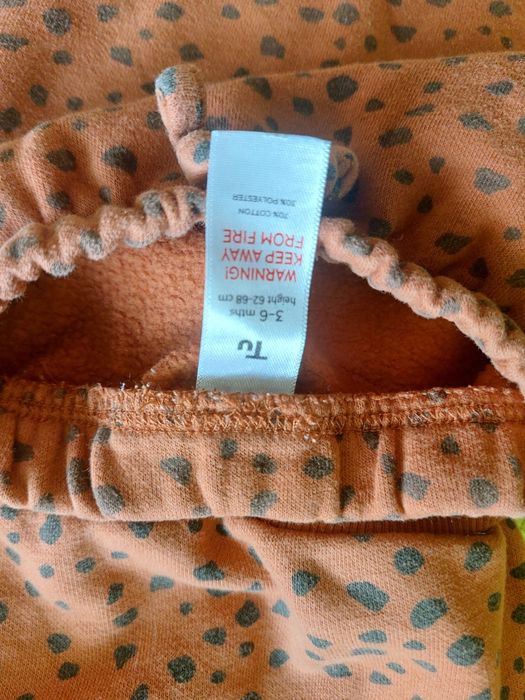 Tu
3-6 mths
height 62-68 cm
WARNING!
KEEP AWAY
FROM FIRE
70% COTTON
30% POLYESTER